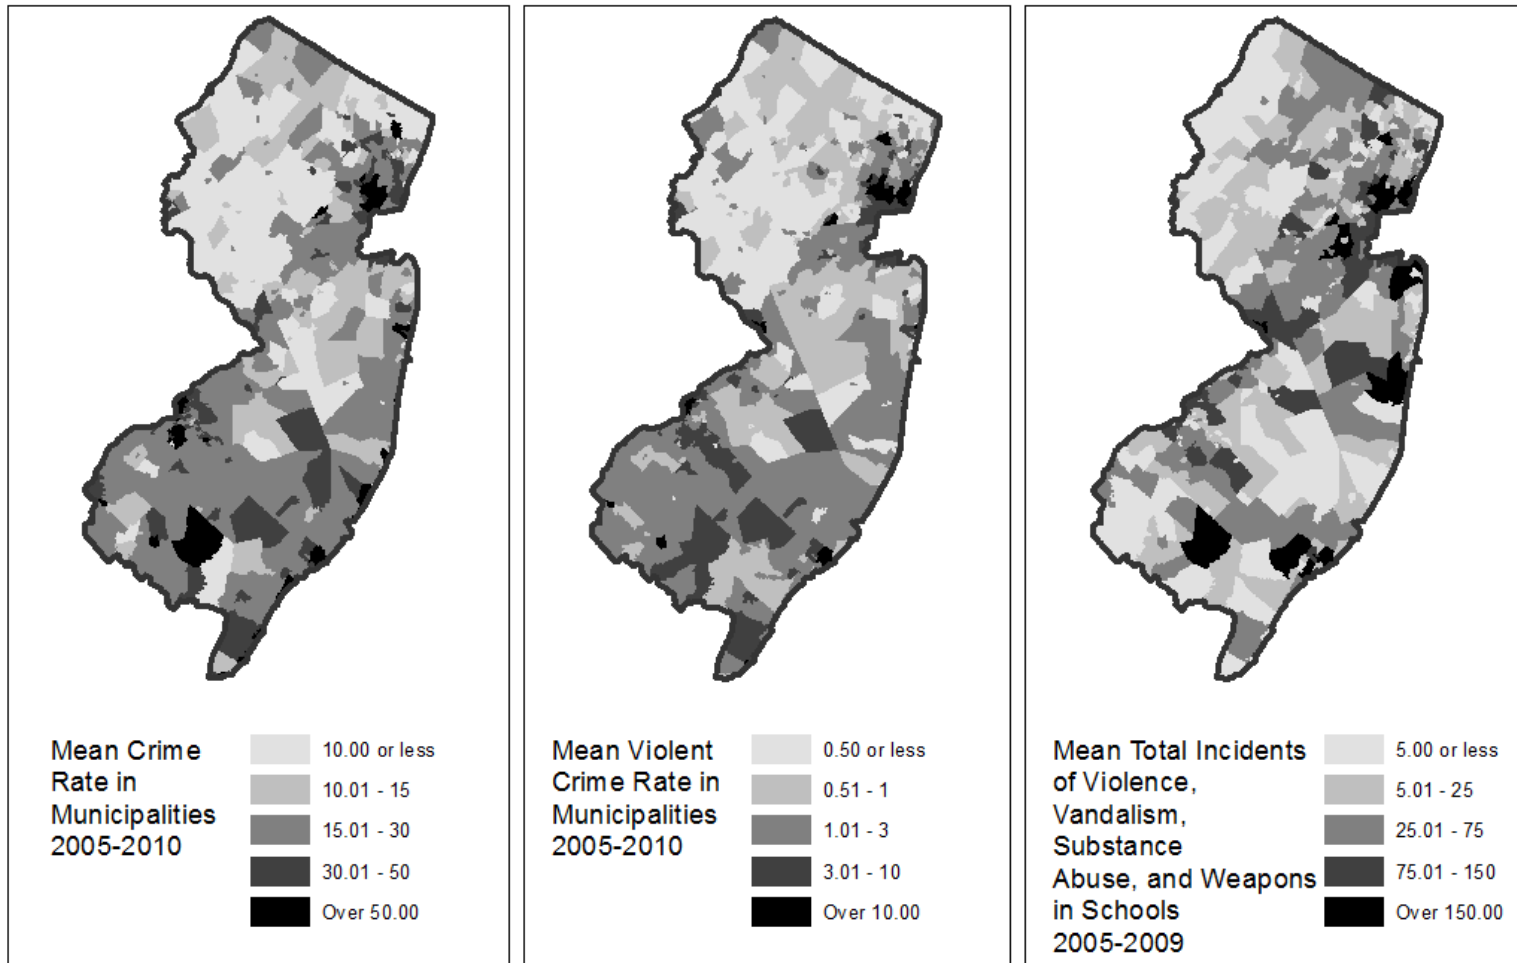 Mean Crime
Rate in
Municipalities
2005-2010
10.00 or less
10.01 - 15
15.01 - 30
30.01 - 50
Over 50.00
Mean Violent
Crime Rate in
Municipalities
2005-2010
0.50 or less
0.51 - 1
1.01 - 3
3.01 - 10
Over 10.00
Mean Total Incidents
of Violence,
Vandalism,
Substance
Abuse, and Weapons
in Schools
2005-2009
5.00 or less
5.01 - 25
25.01 - 75
75.01 - 150
Over 150.00